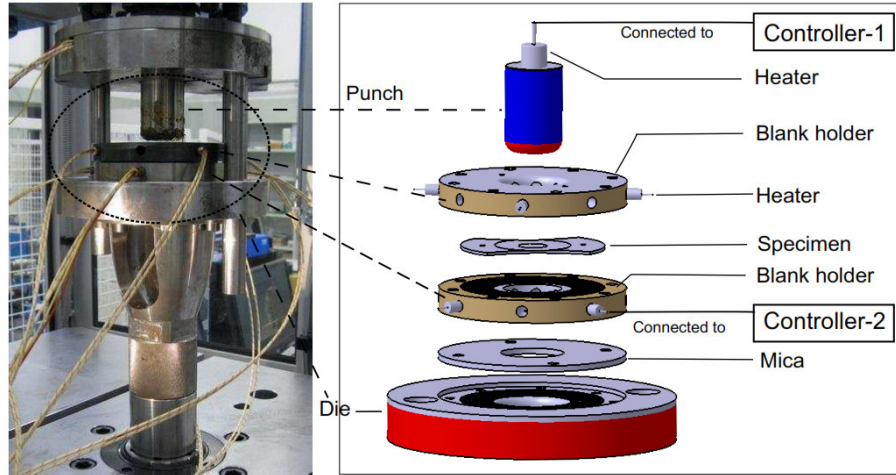 Connected to
Controller-1
Heater
Punch
Blank holder
Heater
Specimen
Blank holder
Connected to
Controller-2
Mica
Die